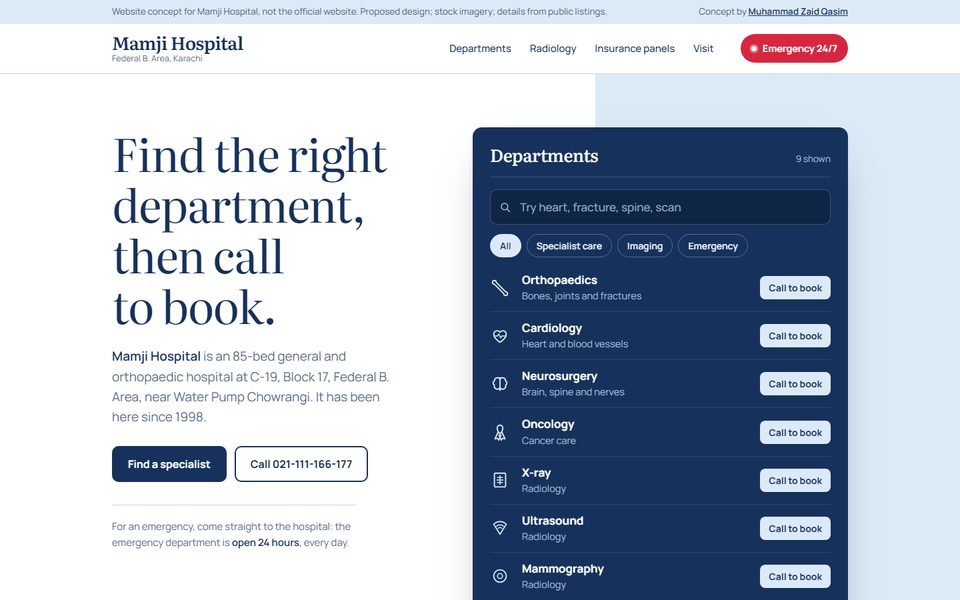 Website concept for Mamji Hospital, not the official website. Proposed design; stock imagery; details from public listings.
Concept by Muhammad Zaid Qasim
Mamji Hospital
Federal B. Area, Karachi
Departments
Radiology
Insurance panels
Visit
Emergency 24/7
Find the right
department,
then call
to book.
Mamji Hospital is an 85-bed general and
orthopaedic hospital at C-19, Block 17, Federal B.
Area, near Water Pump Chowrangi. It has been
here since 1998.
Find a specialist
Call 021-111-166-177
For an emergency, come straight to the hospital: the
emergency department is open 24 hours, every day.
Departments
9 shown
Try heart, fracture, spine, scan
All
Specialist care
Imaging
Emergency
Orthopaedics
Bones, joints and fractures
Call to book
Cardiology
Heart and blood vessels
Call to book
Neurosurgery
Brain, spine and nerves
Call to book
Oncology
Cancer care
Call to book
X-ray
Radiology
Call to book
Ultrasound
Radiology
Call to book
Mammography
Radiology
Call to book